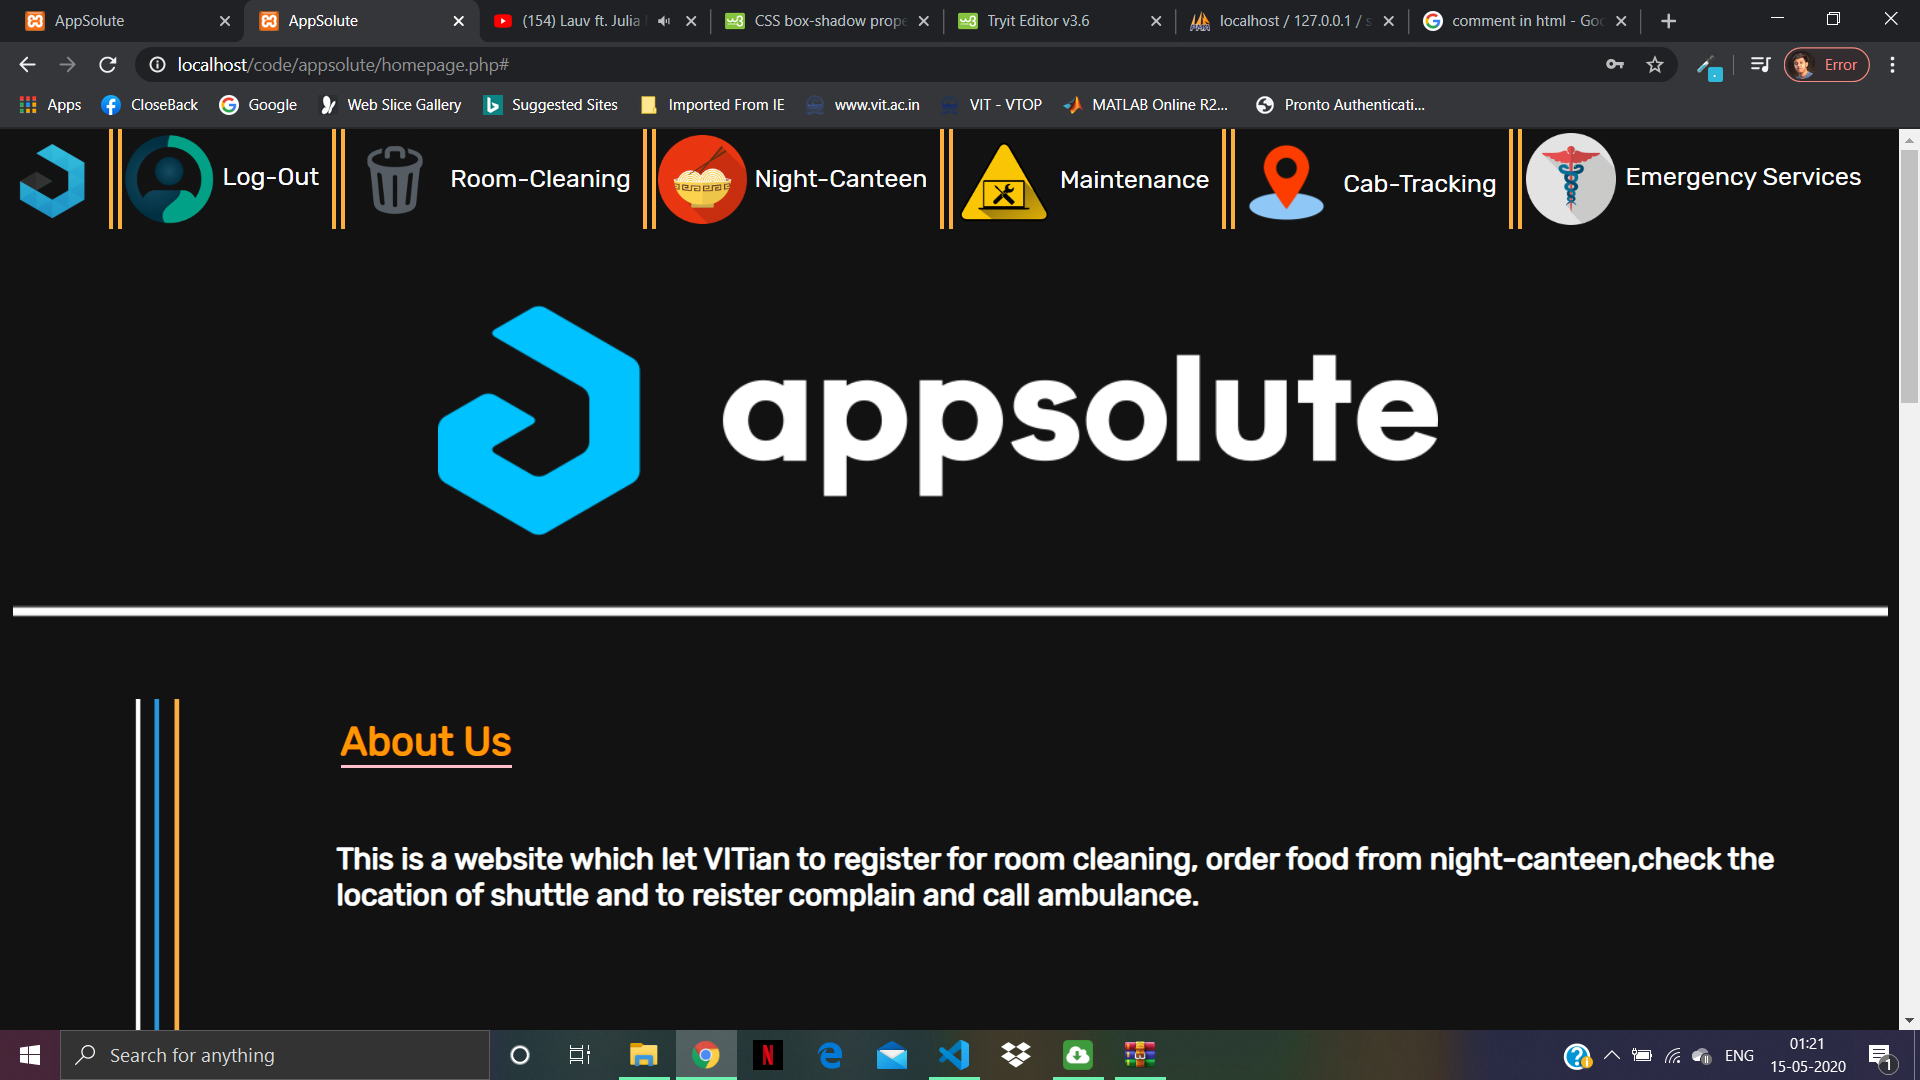 AppSolute
AppSolute
(154) Lauv ft. Julia
CSS box-shadow prope
Tryit Editor v3.6
localhost / 127.0.0.1 / s
comment in html - Goo
localhost/code/appsolute/homepage.php#
Error
Apps
CloseBack
Google
Web Slice Gallery
Suggested Sites
Imported From IE
www.vit.ac.in
VIT - VTOP
MATLAB Online R2...
Pronto Authenticati...
Log-Out
Room-Cleaning
Night-Canteen
Maintenance
Cab-Tracking
Emergency Services
appsolute
About Us
This is a website which let VITian to register for room cleaning, order food from night-canteen,check the
location of shuttle and to reister complain and call ambulance.
Search for anything
ENG
01:21
15-05-2020
1